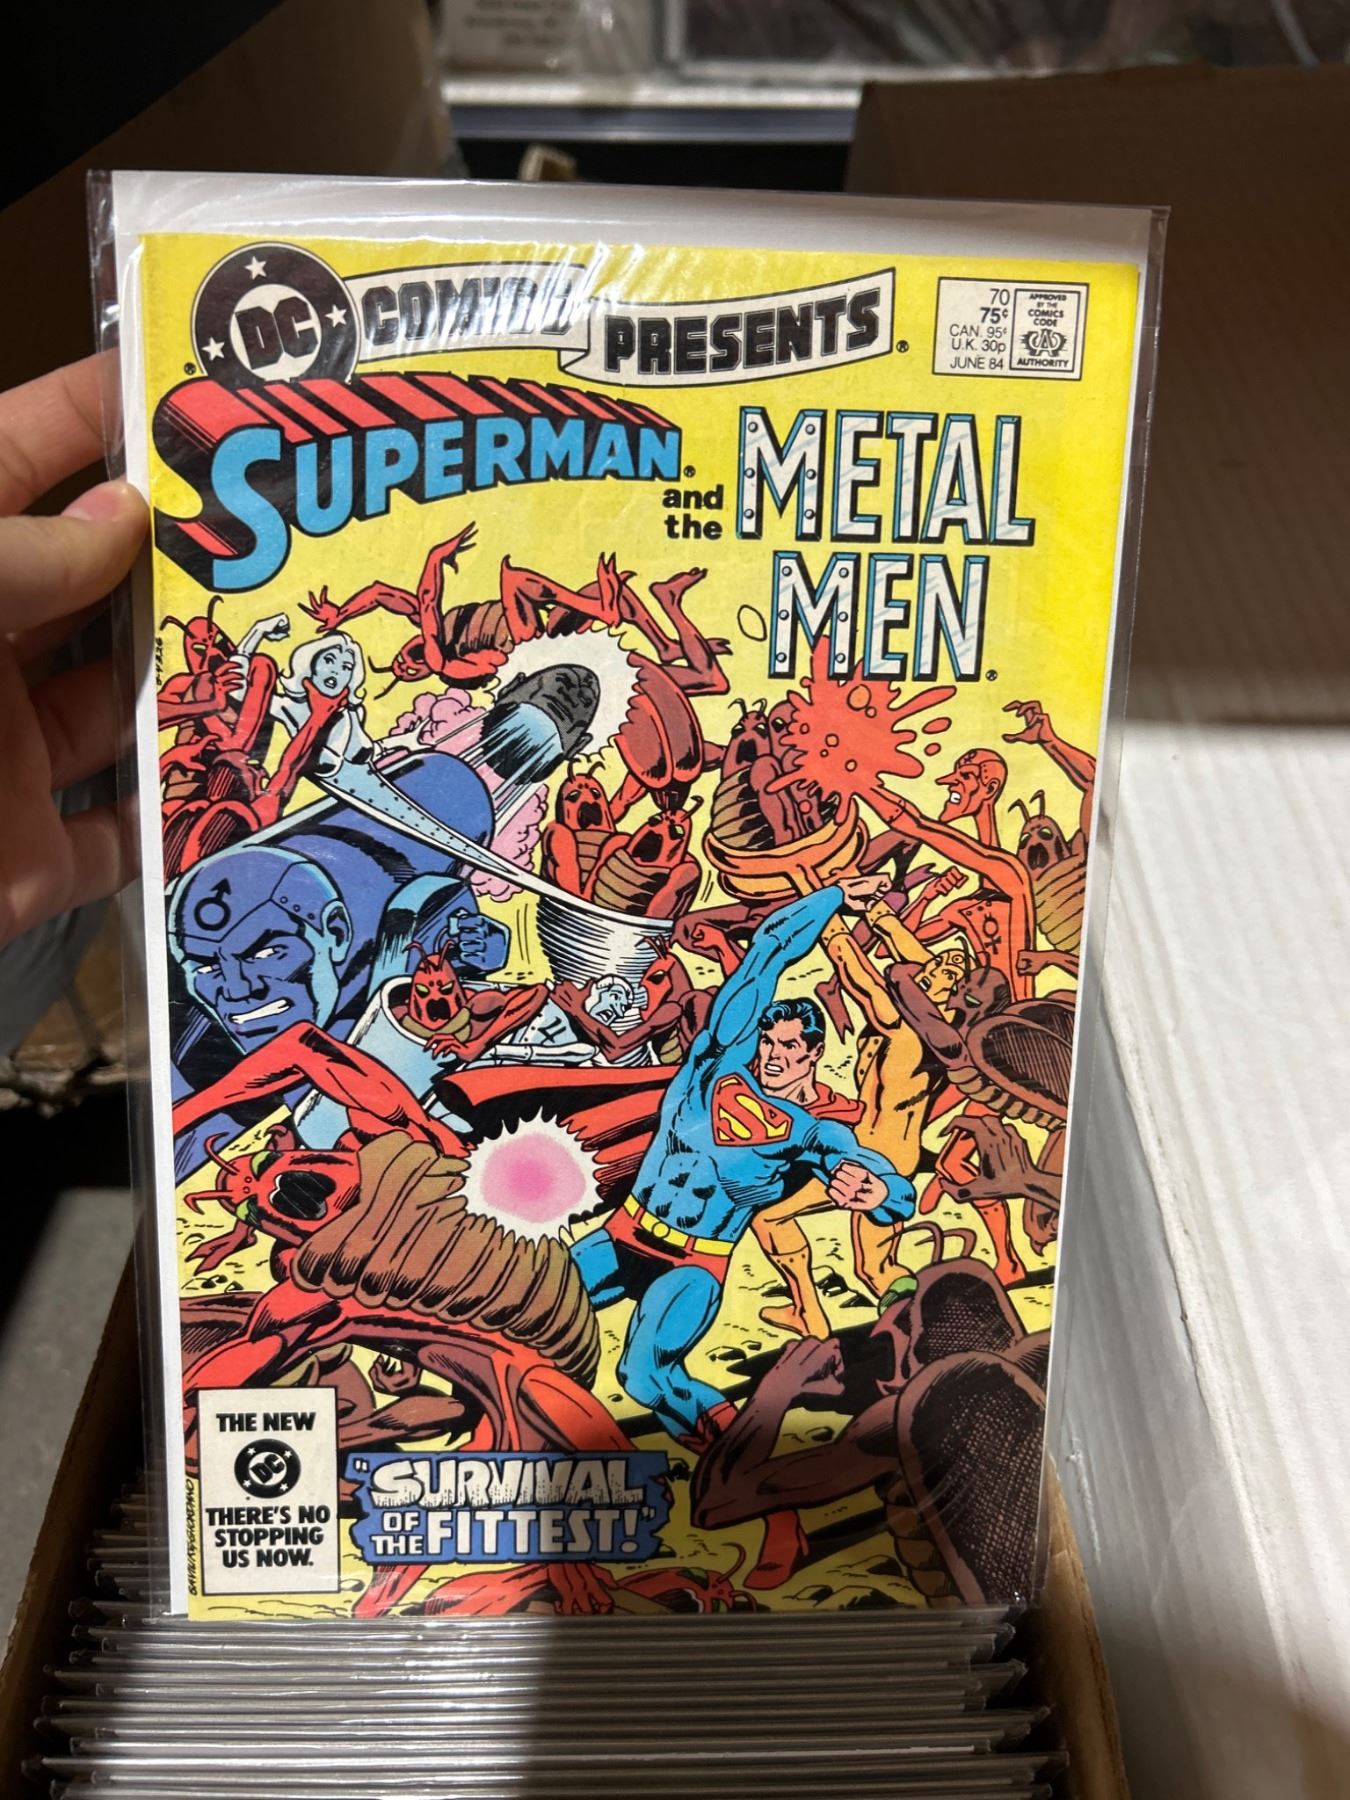 DC
COMICS
PRESENTS
70
75¢
CAN. 95¢
U.K. 30p
JUNE 84
APPROVED
BY THE
COMICS
CODE
CA
AUTHORITY
SUPERMAN
and
the
METAL
MEN
S
THE NEW
DC
THERE'S NO
STOPPING
US NOW.
"SURVIVAL
OF
THE FITTEST!"